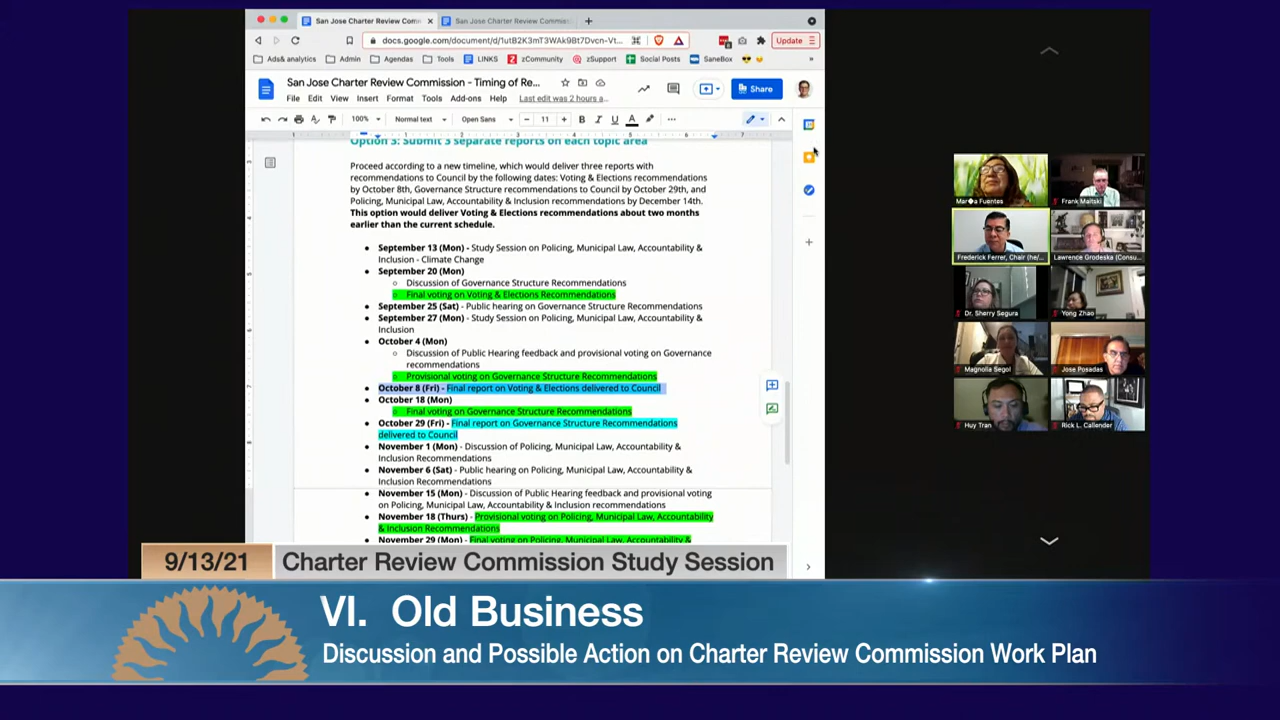 San Jose Charter Review Com
San Jose Charter Review Commiss
docs.google.com/document/d/1utB2K3mT3WAk9Bt7Dvcn-Vt...
Update
Ads& analytics
Admin
Agendas
Tools
LINKS
zCommunity
zSupport
Social Posts
SaneBox
San Jose Charter Review Commission - Timing of Re...
Share
File Edit View Insert Format Tools Add-ons Help Last edit was 2 hours a...
100% Normal text Open Sans 11 B I U A
Option 3: Submit 3 separate reports on each topic area
Proceed according to a new timeline, which would deliver three reports with
recommendations to Council by the following dates: Voting & Elections recommendations
by October 8th, Governance Structure recommendations to Council by October 29th, and
Policing, Municipal Law, Accountability & Inclusion recommendations by December 14th.
This option would deliver Voting & Elections recommendations about two months
earlier than the current schedule.
September 13 (Mon) - Study Session on Policing, Municipal Law, Accountability &
Inclusion - Climate Change
September 20 (Mon)
Discussion of Governance Structure Recommendations
Final voting on Voting & Elections Recommendations
September 25 (Sat) - Public hearing on Governance Structure Recommendations
September 27 (Mon) - Study Session on Policing, Municipal Law, Accountability &
Inclusion
October 4 (Mon)
Discussion of Public Hearing feedback and provisional voting on Governance
recommendations
Provisional voting on Governance Structure Recommendations
October 8 (Fri) - Final report on Voting & Elections delivered to Council
October 18 (Mon)
Final voting on Governance Structure Recommendations
October 29 (Fri) - Final report on Governance Structure Recommendations
delivered to Council
November 1 (Mon) - Discussion of Policing, Municipal Law, Accountability &
Inclusion Recommendations
November 6 (Sat) - Public hearing on Policing, Municipal Law, Accountability &
Inclusion Recommendations
November 15 (Mon) - Discussion of Public Hearing feedback and provisional voting
on Policing, Municipal Law, Accountability & Inclusion recommendations
November 18 (Thurs) - Provisional voting on Policing, Municipal Law, Accountability
& Inclusion Recommendations
November 29 (Mon) - Final voting on Policing, Municipal Law, Accountability &
Mar�a Fuentes
Frank Maitski
Frederick Ferrer, Chair (he/...
Lawrence Grodeska (Consu...
Dr. Sherry Segura
Yong Zhao
Magnolia Segol
Jose Posadas
Huy Tran
Rick L. Callender
9/13/21 Charter Review Commission Study Session
VI. Old Business
Discussion and Possible Action on Charter Review Commission Work Plan